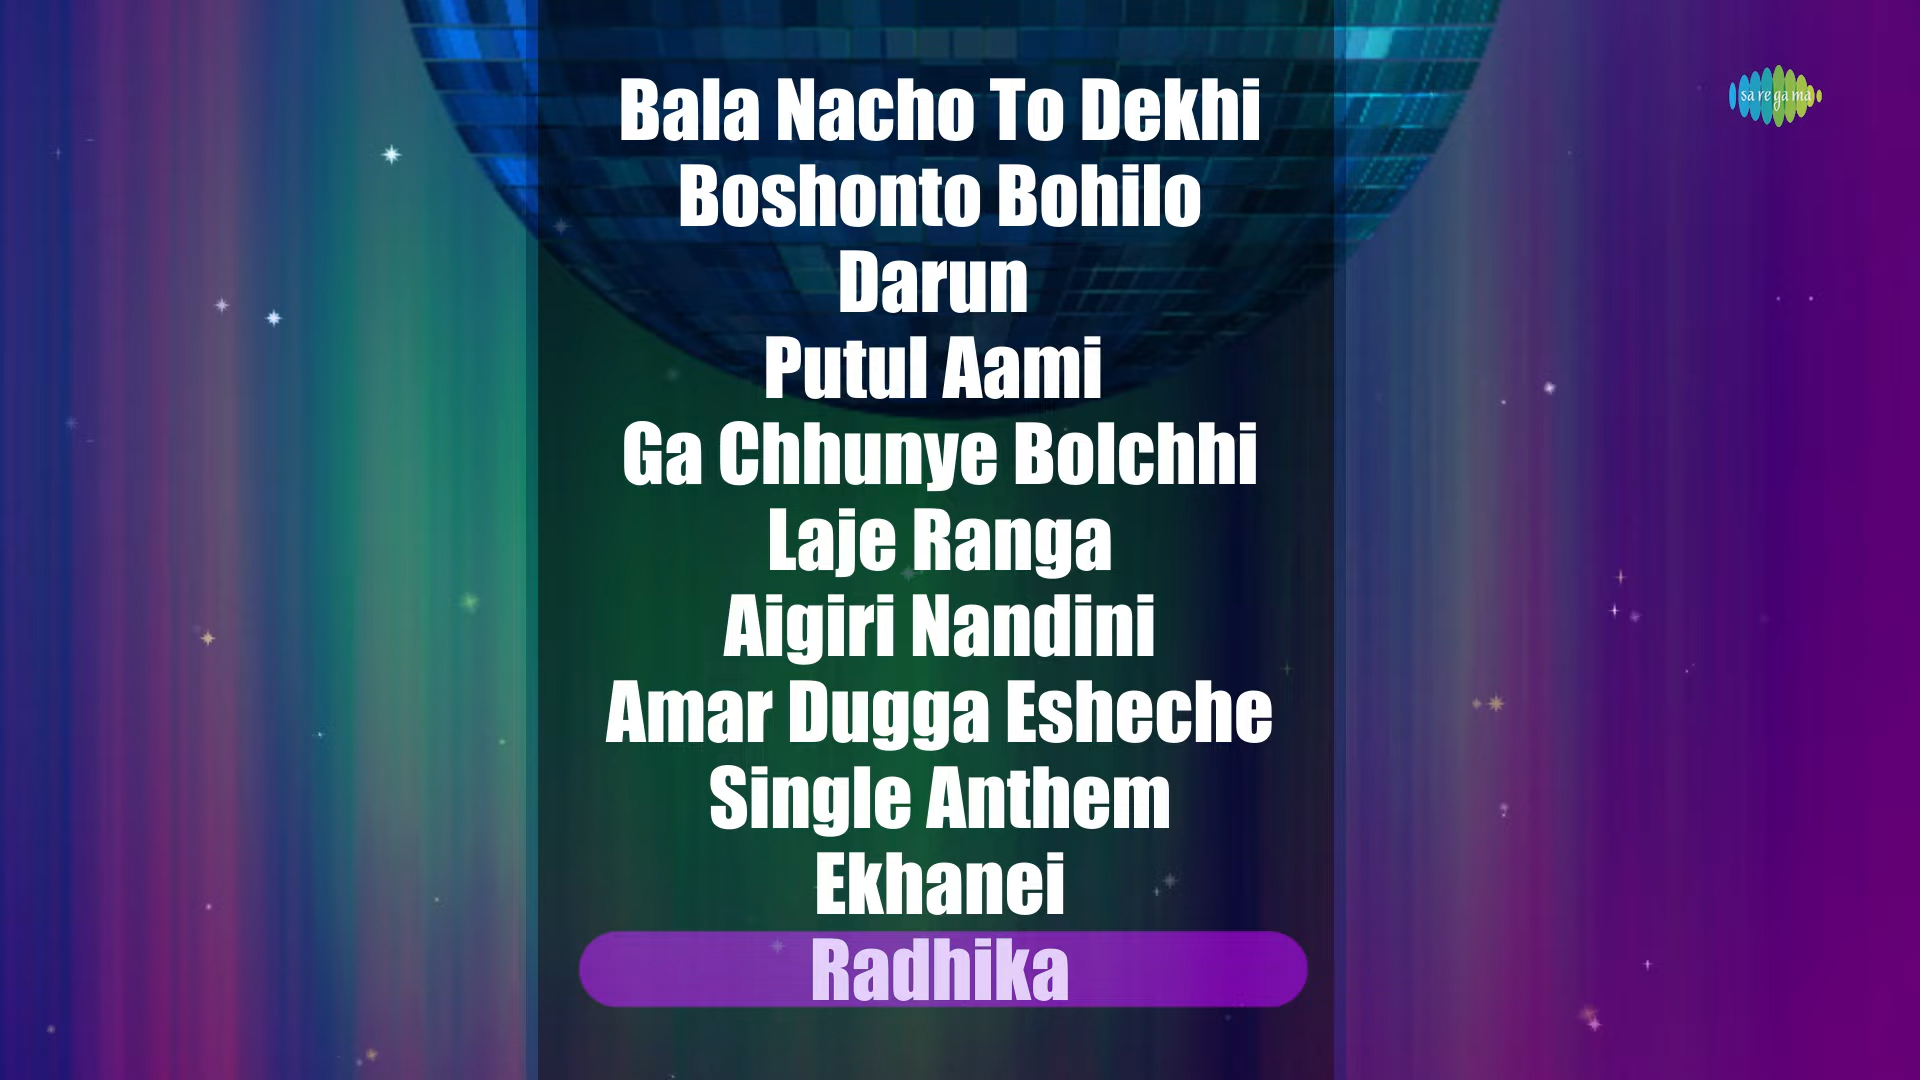 Bala Nacho To Dekhi
Boshonto Bohilo
Darun
Putul Aami
Ga Chhunye Bolchhi
Laje Ranga
Aigiri Nandini
Amar Dugga Esheche
Single Anthem
Ekhanei
Radhika
sa re ga ma